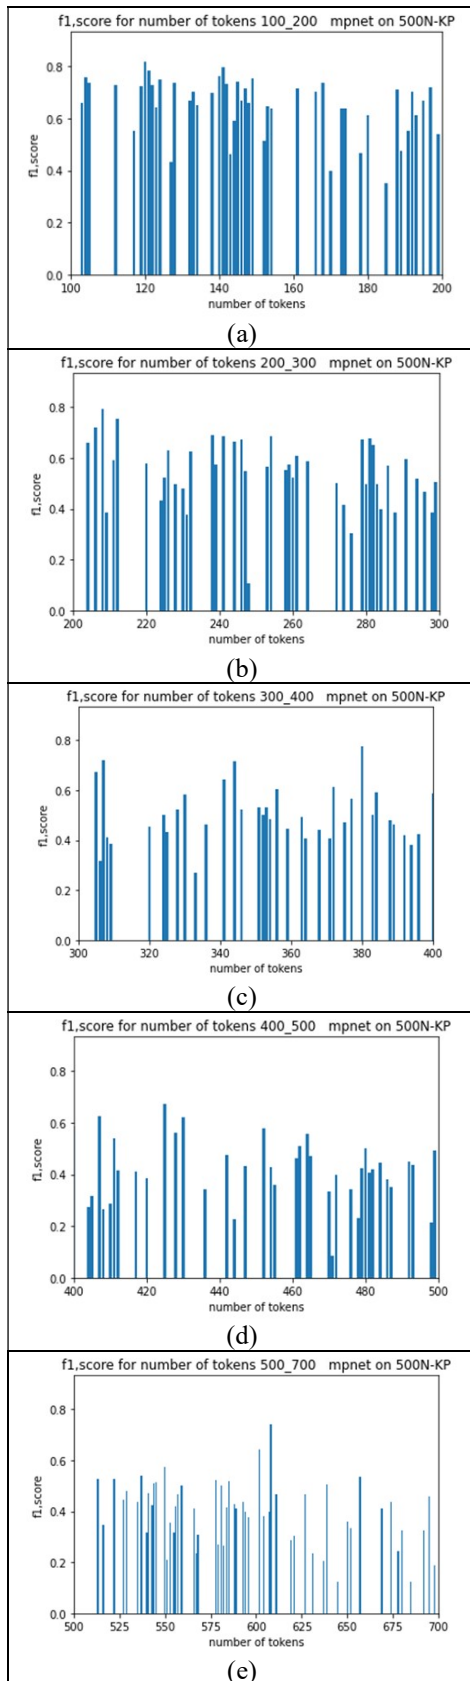 f1,score for number of tokens 100_200   mpnet on 500N-KP
f1,score
0.8
0.6
0.4
0.2
0.0
100 120 140 160 180 200
number of tokens
(a)
f1,score for number of tokens 200_300   mpnet on 500N-KP
f1,score
0.8
0.6
0.4
0.2
0.0
200 220 240 260 280 300
number of tokens
(b)
f1,score for number of tokens 300_400   mpnet on 500N-KP
f1,score
0.8
0.6
0.4
0.2
0.0
300 320 340 360 380 400
number of tokens
(c)
f1,score for number of tokens 400_500   mpnet on 500N-KP
f1,score
0.8
0.6
0.4
0.2
0.0
400 420 440 460 480 500
number of tokens
(d)
f1,score for number of tokens 500_700   mpnet on 500N-KP
f1,score
0.8
0.6
0.4
0.2
0.0
500 525 550 575 600 625 650 675 700
number of tokens
(e)